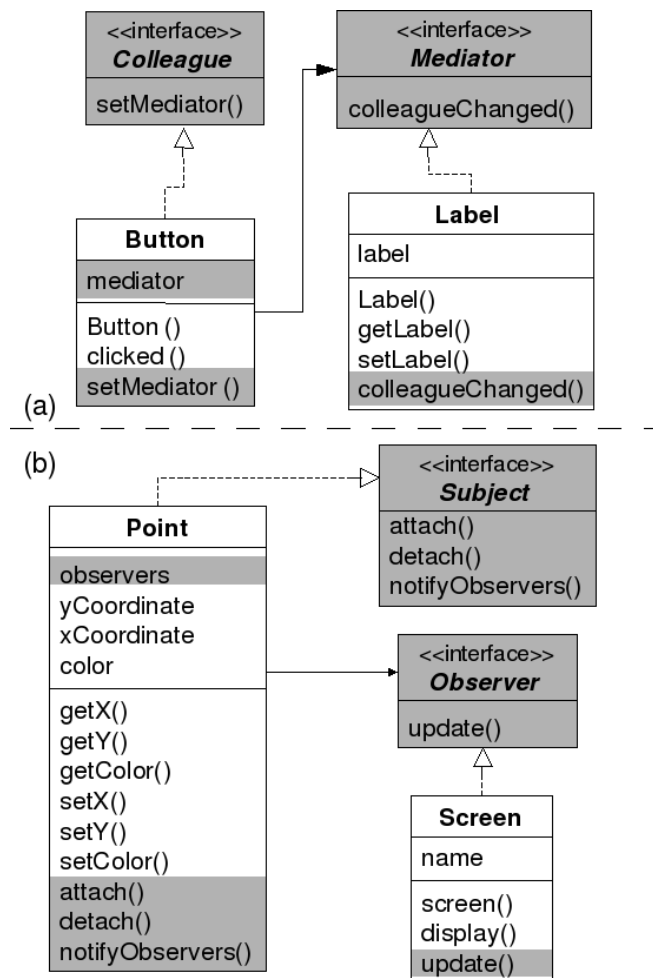 <<interface>>
Colleague
setMediator()
<<interface>>
Mediator
colleagueChanged()
Button
mediator
Button ()
clicked ()
setMediator ()
Label
label
Label()
getLabel()
setLabel()
colleagueChanged()
(a)
(b)
<<interface>>
Subject
attach()
detach()
notifyObservers()
Point
observers
yCoordinate
xCoordinate
color
getX()
getY()
getColor()
setX()
setY()
setColor()
attach()
detach()
notifyObservers()
<<interface>>
Observer
update()
Screen
name
screen()
display()
update()